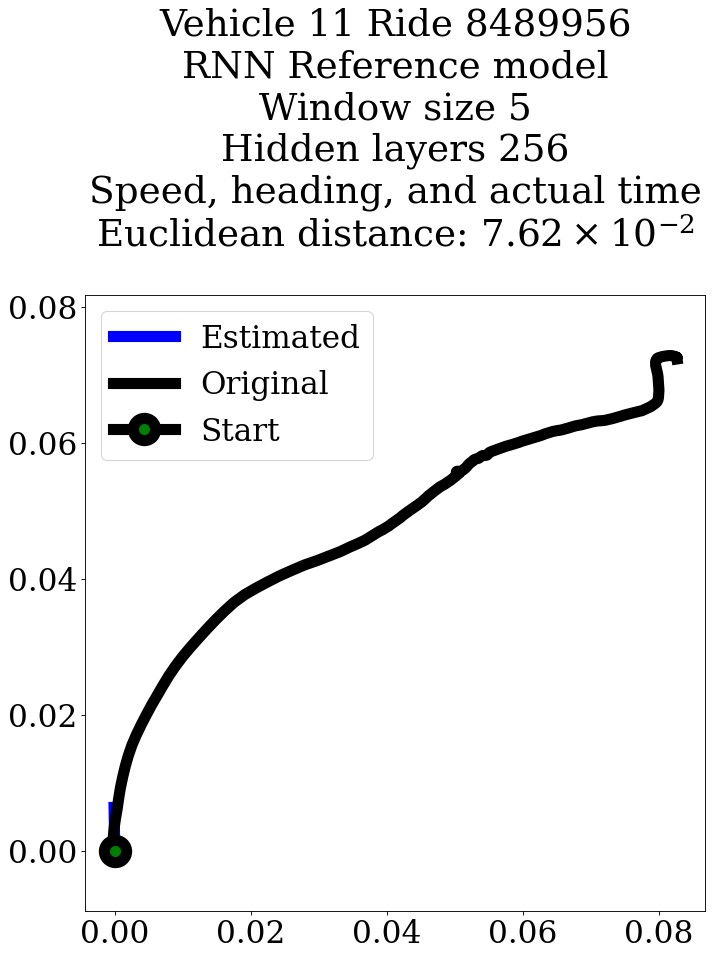 Vehicle 11 Ride 8489956
RNN Reference model
Window size 5
Hidden layers 256
Speed, heading, and actual time
Euclidean distance: 7.62 × 10⁻²
0.08
Estimated
Original
Start
0.06
0.04
0.02
0.00
0.00 0.02 0.04 0.06 0.08